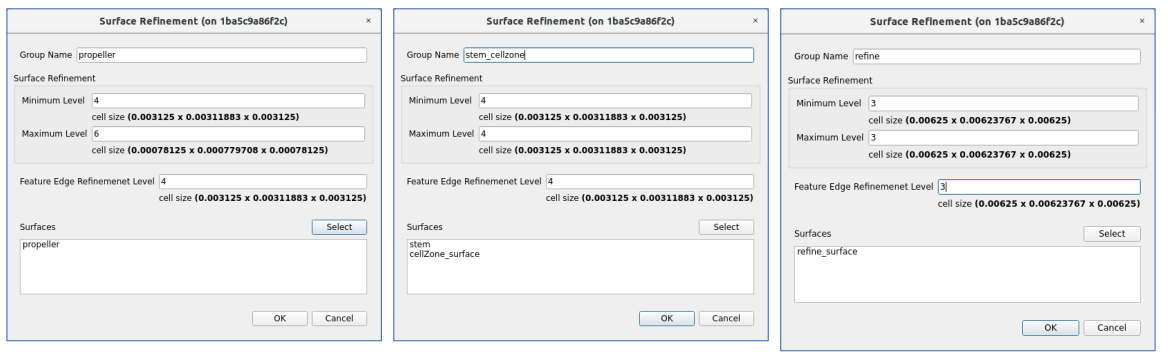 Surface Refinement (on 1ba5c9a86f2c) ×
Group Name propeller
Surface Refinement
Minimum Level 4
cell size (0.003125 x 0.00311883 x 0.003125)
Maximum Level 6
cell size (0.00078125 x 0.000779708 x 0.00078125)
Feature Edge Refinemenet Level 4
cell size (0.003125 x 0.00311883 x 0.003125)
Surfaces Select
propeller
OK Cancel
Surface Refinement (on 1ba5c9a86f2c) ×
Group Name stem_cellzone
Surface Refinement
Minimum Level 4
cell size (0.003125 x 0.00311883 x 0.003125)
Maximum Level 4
cell size (0.003125 x 0.00311883 x 0.003125)
Feature Edge Refinemenet Level 4
cell size (0.003125 x 0.00311883 x 0.003125)
Surfaces Select
stem
cellZone_surface
OK Cancel
Surface Refinement (on 1ba5c9a86f2c) ×
Group Name refine
Surface Refinement
Minimum Level 3
cell size (0.00625 x 0.00623767 x 0.00625)
Maximum Level 3
cell size (0.00625 x 0.00623767 x 0.00625)
Feature Edge Refinemenet Level 3
cell size (0.00625 x 0.00623767 x 0.00625)
Surfaces Select
refine_surface
OK Cancel